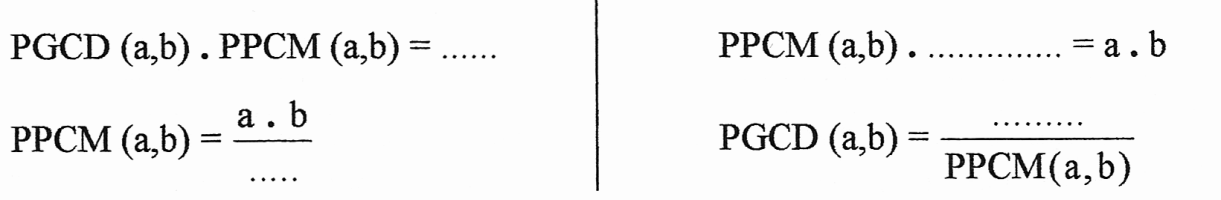 PGCD (a,b) . PPCM (a,b) = ......
PPCM (a,b) = a . b / .....
PPCM (a,b) . .............. = a . b
PGCD (a,b) = ......... / PPCM(a,b)